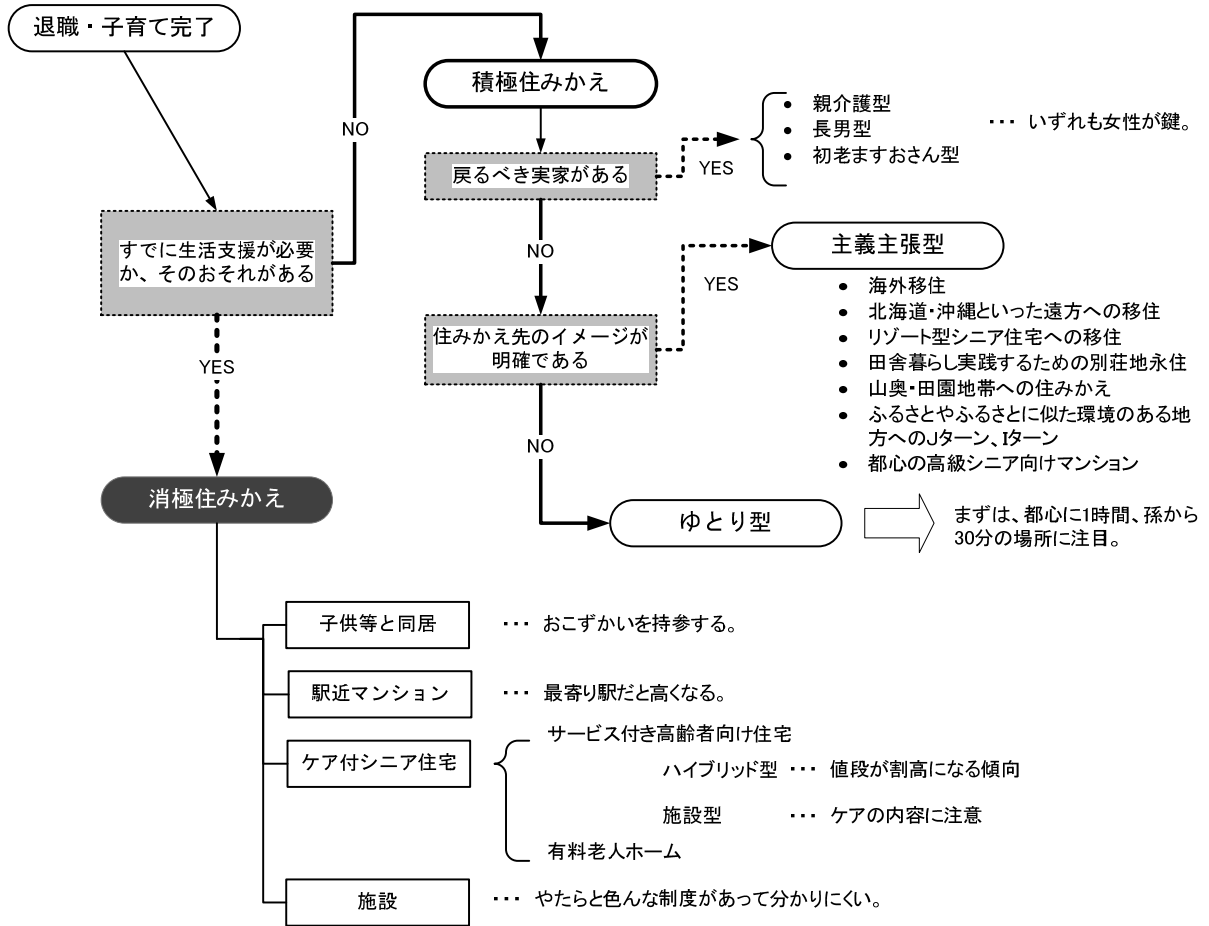 退職・子育て完了
積極住みかえ
NO
• 親介護型
• 長男型
• 初老ますおさん型
･･･ いずれも女性が鍵。
戻るべき実家がある
YES
すでに生活支援が必要
か、そのおそれがある
NO
主義主張型
YES
• 海外移住
• 北海道・沖縄といった遠方への移住
• リゾート型シニア住宅への移住
• 田舎暮らし実践するための別荘地永住
• 山奥・田園地帯への住みかえ
• ふるさとやふるさとに似た環境のある地
方へのJターン、Iターン
• 都心の高級シニア向けマンション
住みかえ先のイメージが
明確である
YES
NO
消極住みかえ
ゆとり型
まずは、都心に1時間、孫から
30分の場所に注目。
子供等と同居
･･･ おこずかいを持参する。
駅近マンション
･･･ 最寄り駅だと高くなる。
ケア付シニア住宅
サービス付き高齢者向け住宅
ハイブリッド型 ･･･ 値段が割高になる傾向
施設型 ･･･ ケアの内容に注意
有料老人ホーム
施設
･･･ やたらと色んな制度があって分かりにくい。